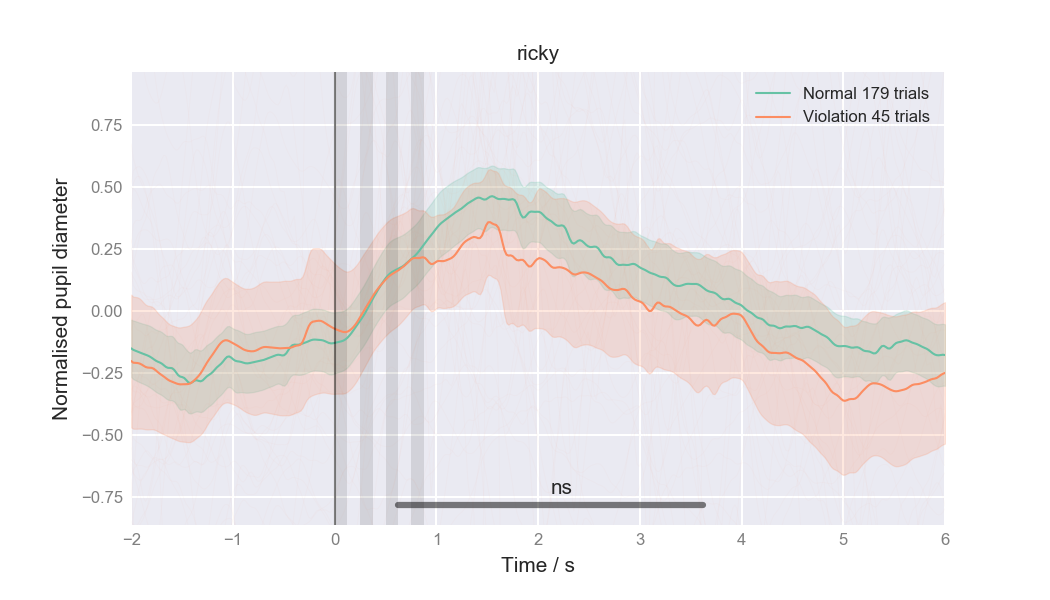 ricky
Normal 179 trials
Violation 45 trials
Normalised pupil diameter
0.75
0.50
0.25
0.00
−0.25
−0.50
−0.75
ns
−2 −1 0 1 2 3 4 5 6
Time / s